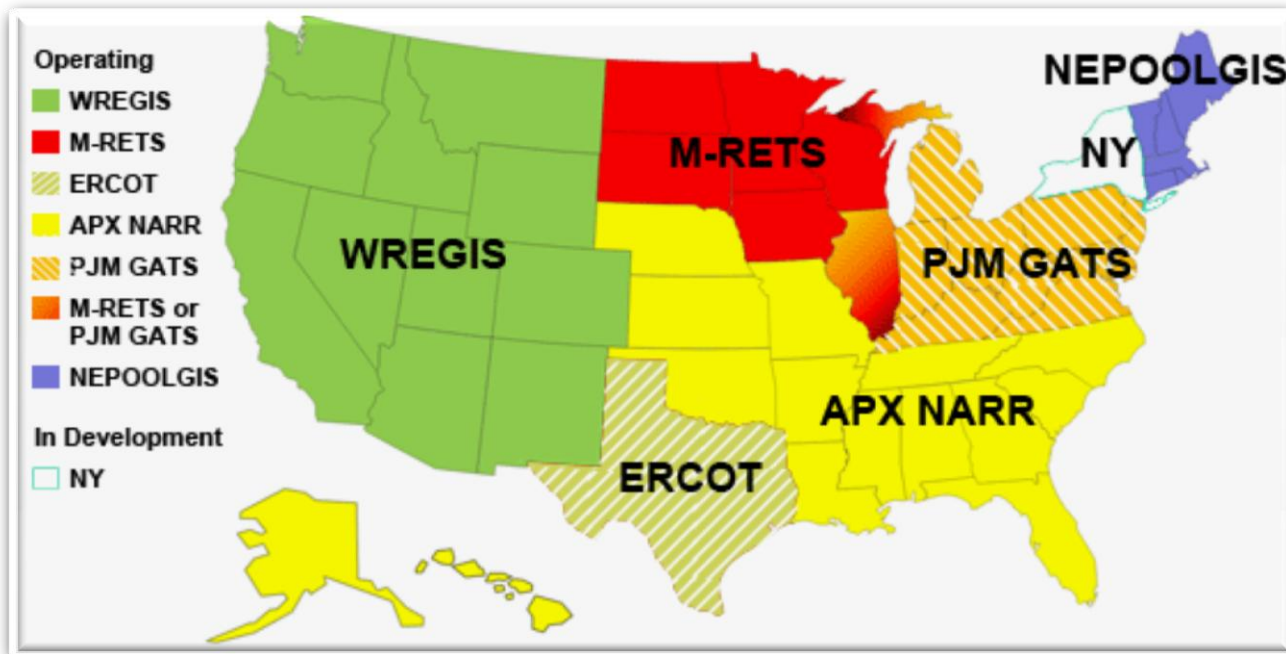 Operating
WREGIS
M-RETS
ERCOT
APX NARR
PJM GATS
M-RETS or
PJM GATS
NEPOOLGIS
In Development
NY
NEPOOLGIS
NY
M-RETS
WREGIS
PJM GATS
APX NARR
ERCOT